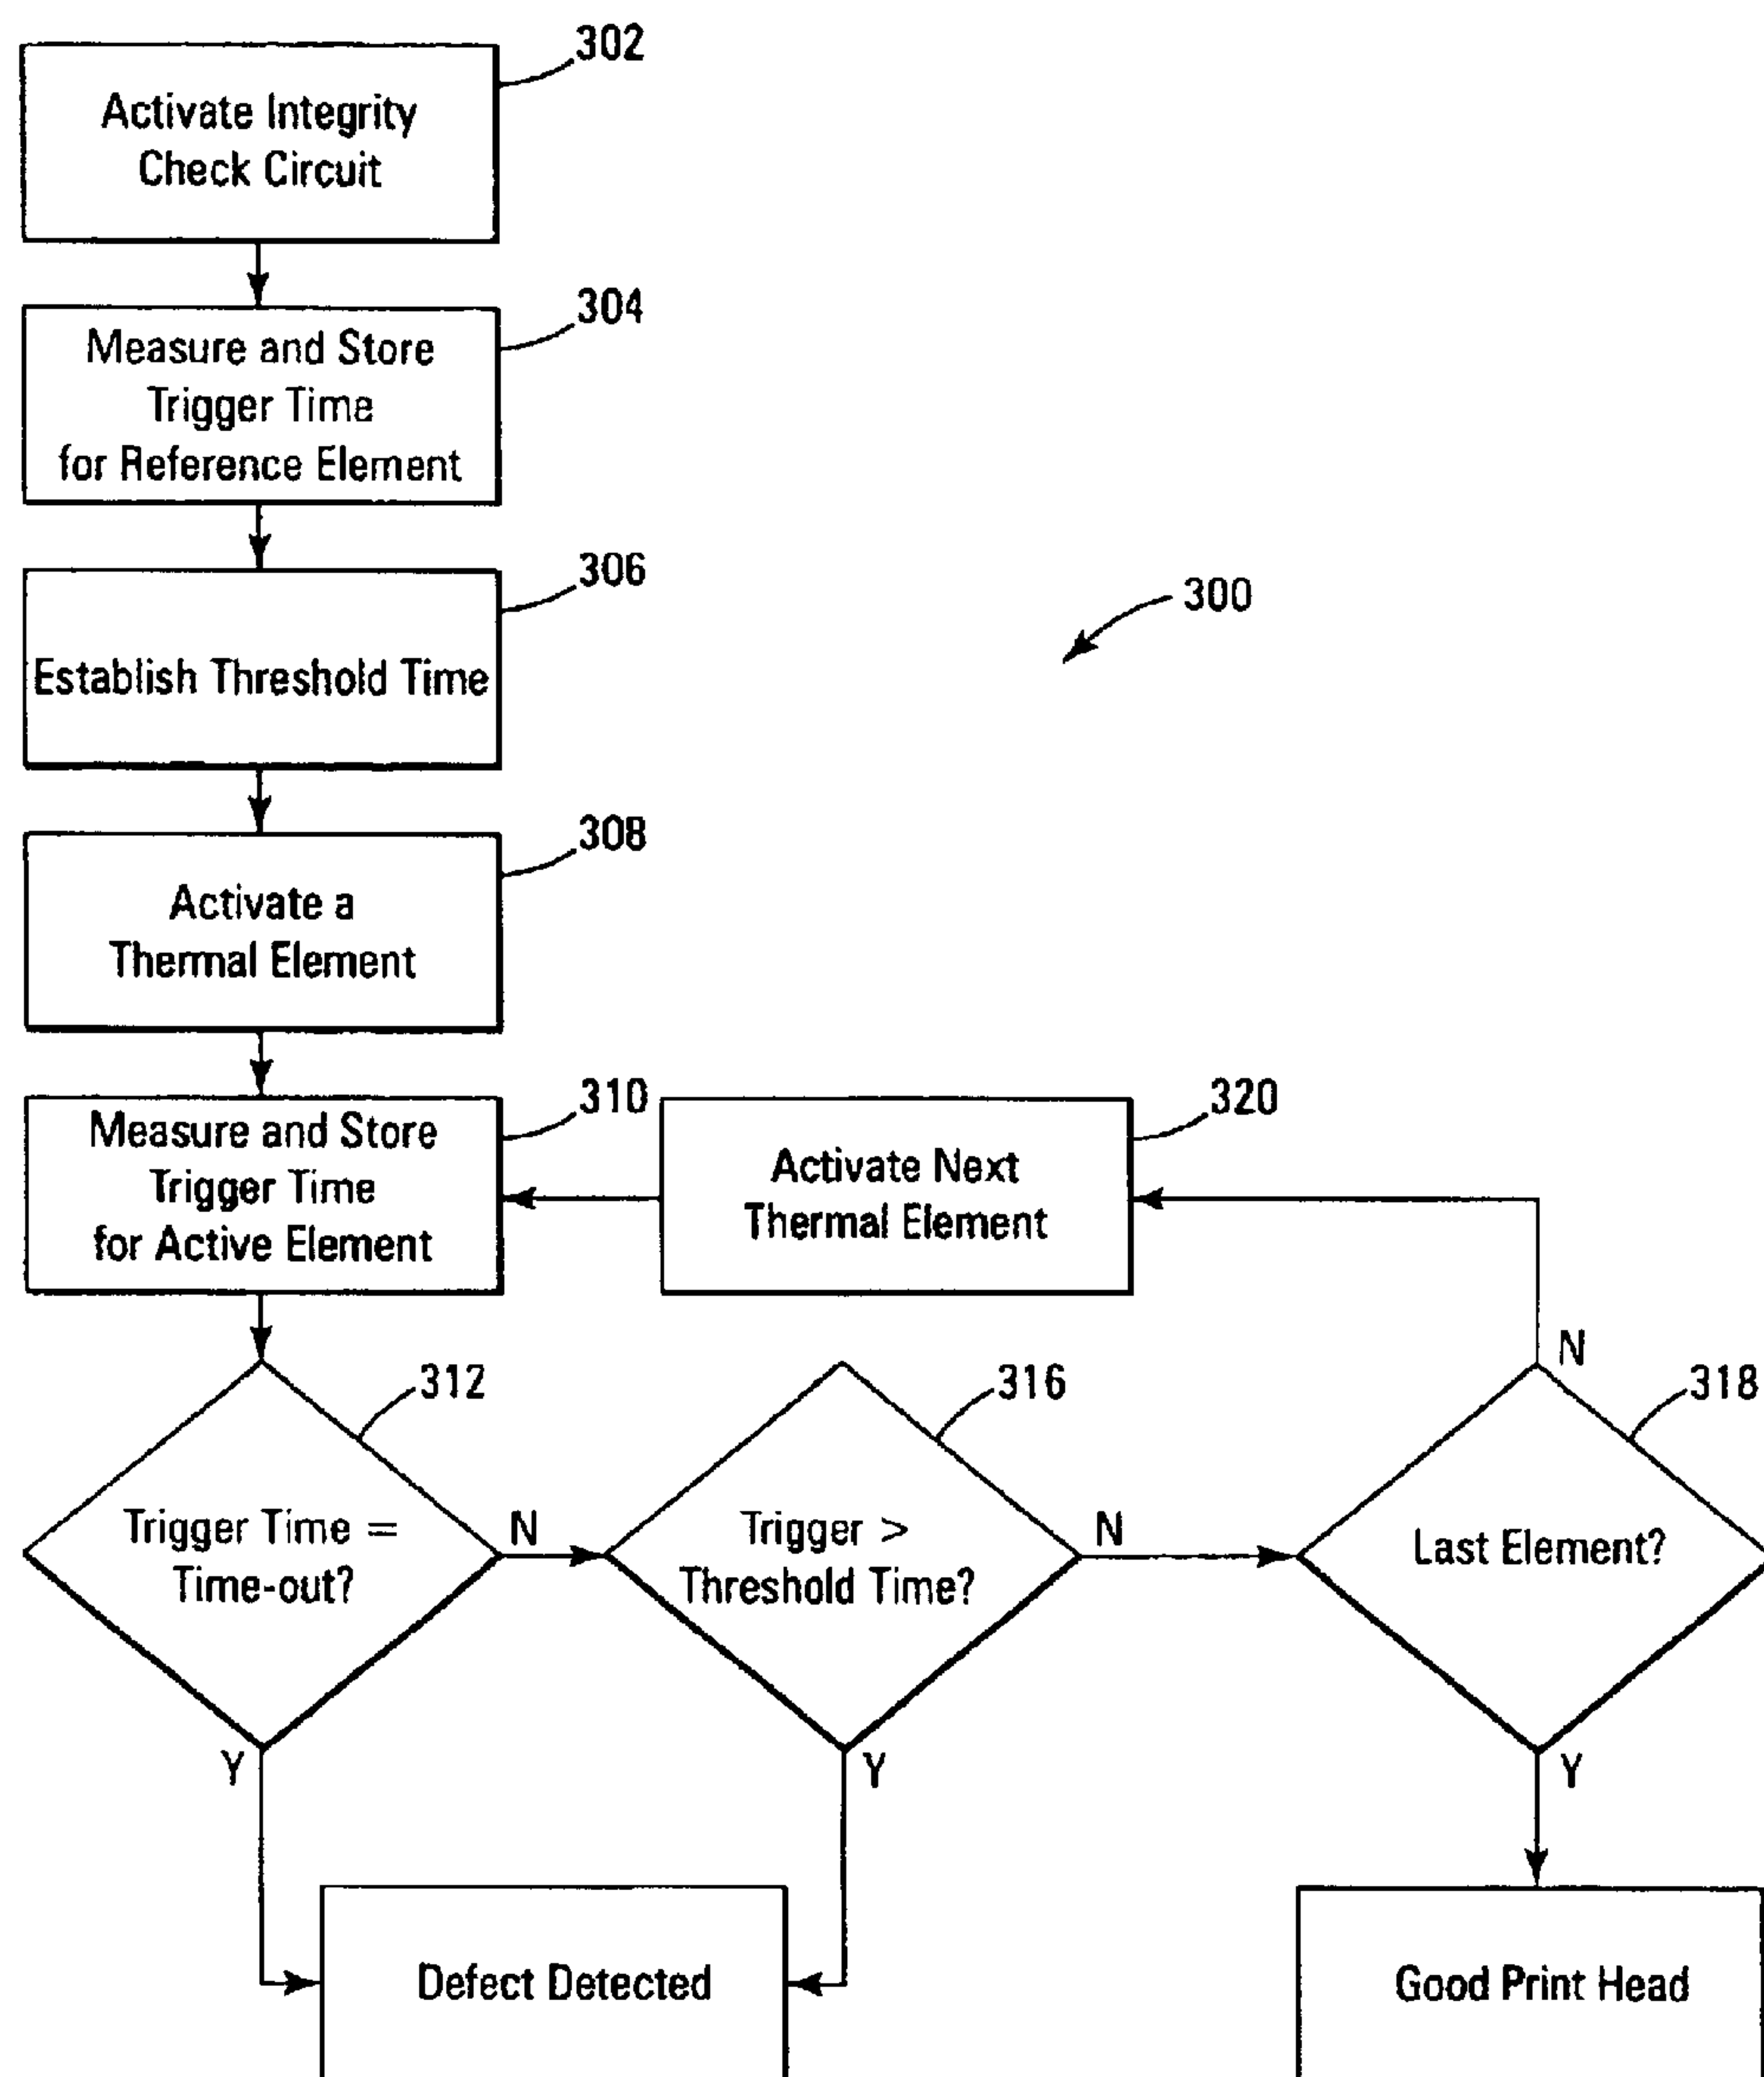 302
Activate Integrity
Check Circuit
304
Measure and Store
Trigger Time
for Reference Element
306
Establish Threshold Time
300
308
Activate a
Thermal Element
310
Measure and Store
Trigger Time
for Active Element
320
Activate Next
Thermal Element
312
Trigger Time =
Time-out?
N
Y
316
Trigger >
Threshold Time?
N
Y
318
Last Element?
N
Y
Defect Detected
Good Print Head